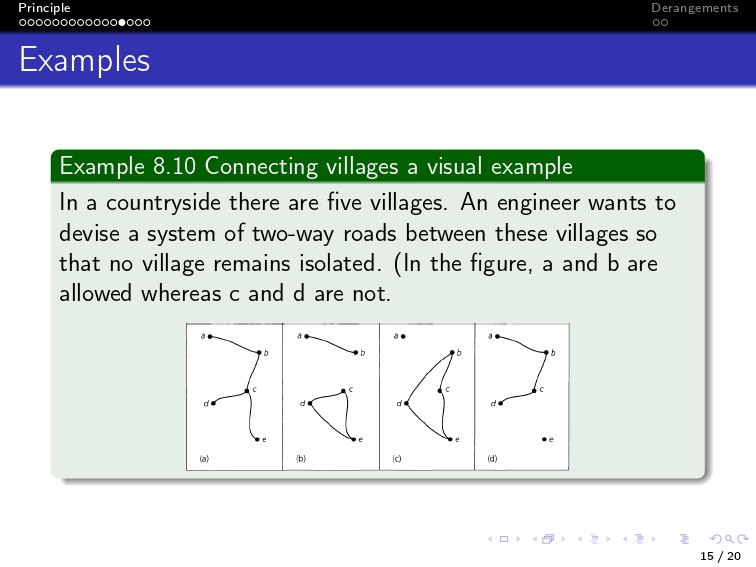 Principle
Derangements
Examples
Example 8.10 Connecting villages a visual example
In a countryside there are five villages. An engineer wants to
devise a system of two-way roads between these villages so
that no village remains isolated. (In the figure, a and b are
allowed whereas c and d are not.
a b c d e (a)
a b c d e (b)
a b c d e (c)
a b c d e (d)
15 / 20